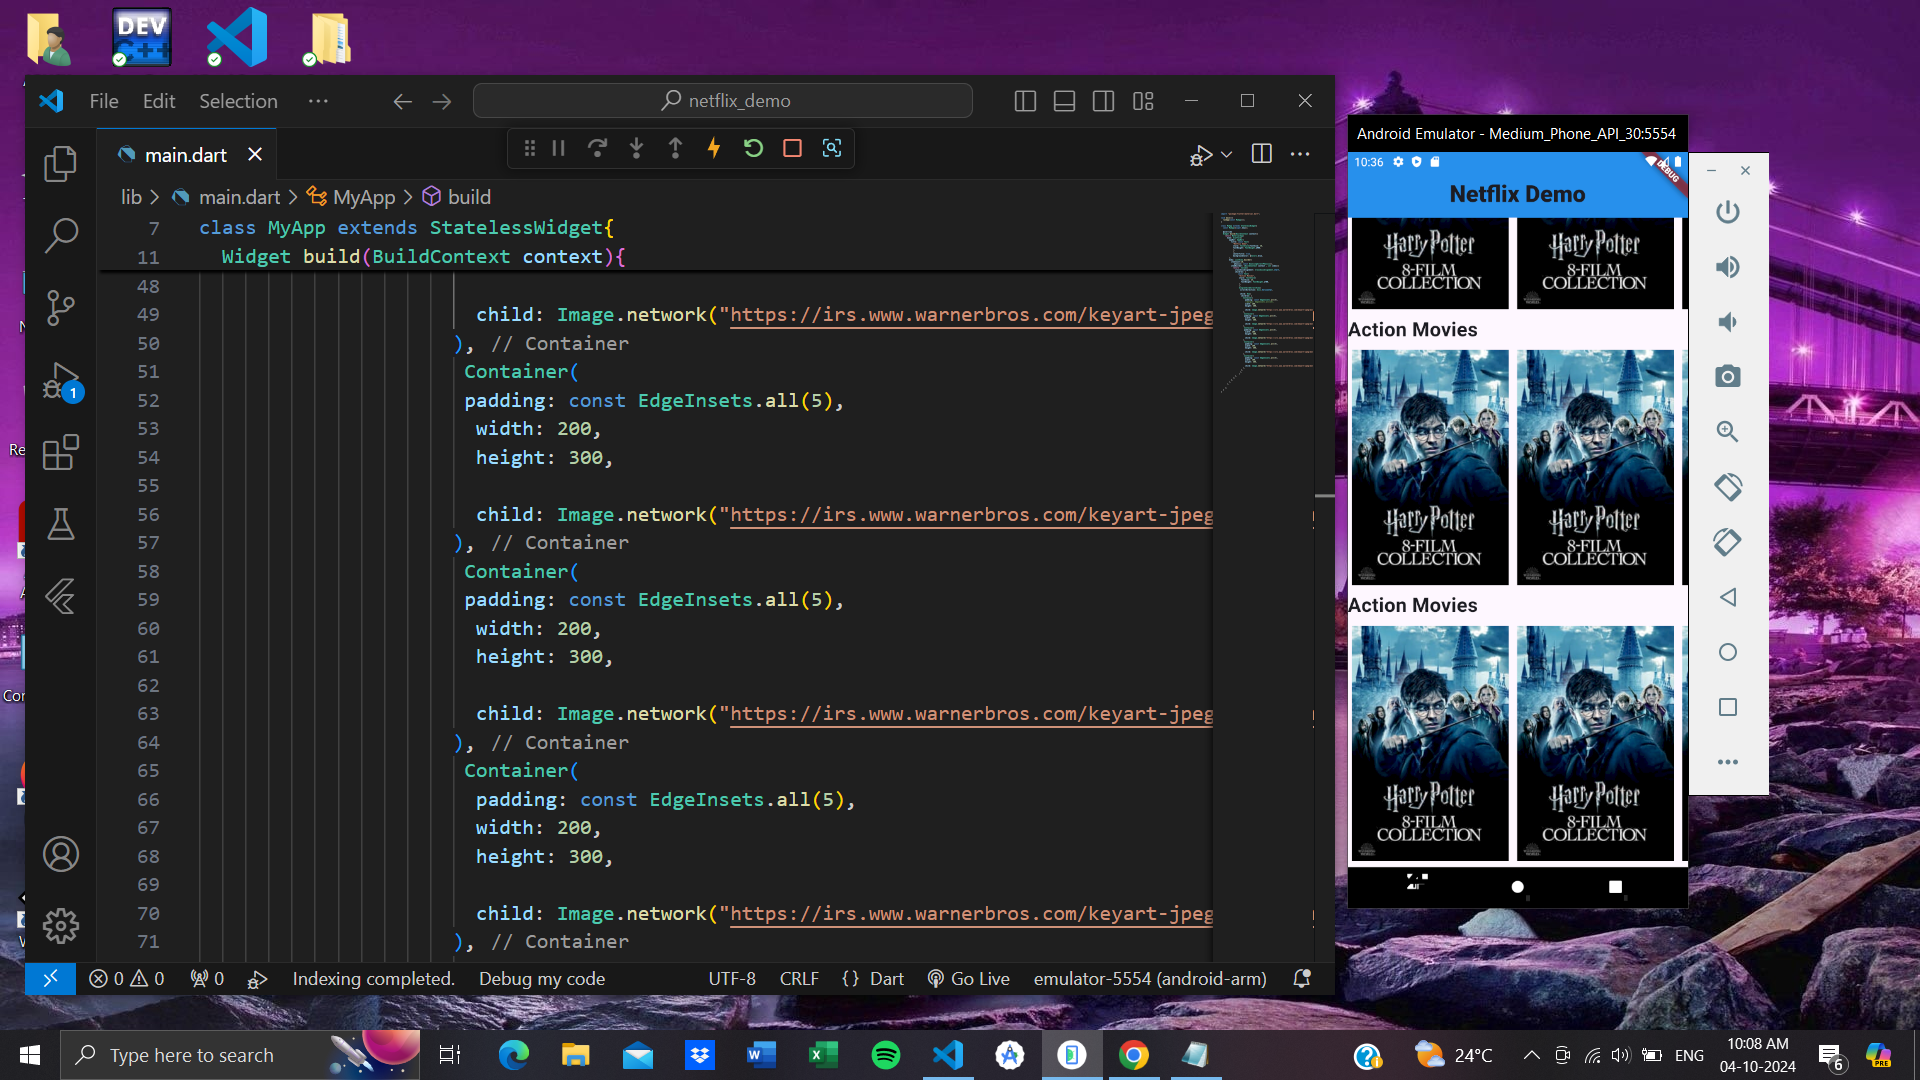 DEV
C++
File
Edit
Selection
netflix_demo
main.dart
lib
main.dart
MyApp
build
7 class MyApp extends StatelessWidget{
11 Widget build(BuildContext context){
48
49 child: Image.network("https://irs.www.warnerbros.com/keyart-jpeg
50 ), // Container
51 Container(
52 padding: const EdgeInsets.all(5),
53 width: 200,
54 height: 300,
55
56 child: Image.network("https://irs.www.warnerbros.com/keyart-jpeg
57 ), // Container
58 Container(
59 padding: const EdgeInsets.all(5),
60 width: 200,
61 height: 300,
62
63 child: Image.network("https://irs.www.warnerbros.com/keyart-jpeg
64 ), // Container
65 Container(
66 padding: const EdgeInsets.all(5),
67 width: 200,
68 height: 300,
69
70 child: Image.network("https://irs.www.warnerbros.com/keyart-jpeg
71 ), // Container
1
0 0
0
Indexing completed.
Debug my code
UTF-8
CRLF
{} Dart
Go Live
emulator-5554 (android-arm)
Android Emulator - Medium_Phone_API_30:5554
10:36
DEBUG
Netflix Demo
Harry Potter
8-FILM
COLLECTION
Harry Potter
8-FILM
COLLECTION
Action Movies
Harry Potter
8-FILM
COLLECTION
Harry Potter
8-FILM
COLLECTION
Action Movies
Harry Potter
8-FILM
COLLECTION
Harry Potter
8-FILM
COLLECTION
Re
Cor
Type here to search
24°C
ENG
10:08 AM
04-10-2024
6
PRE